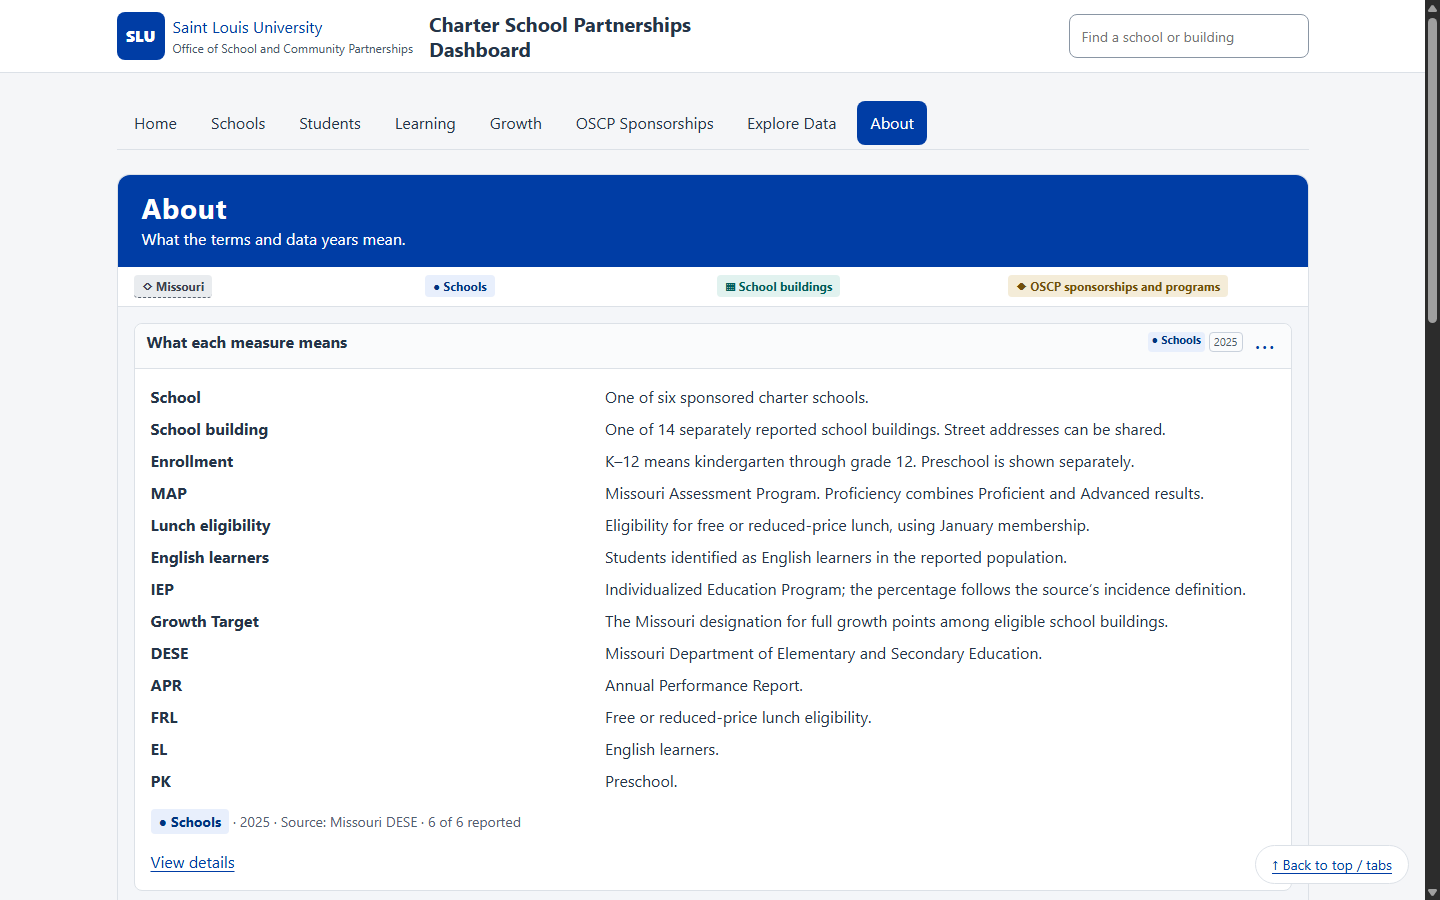 SLU
Saint Louis University
Office of School and Community Partnerships
Charter School Partnerships
Dashboard
Find a school or building
Home
Schools
Students
Learning
Growth
OSCP Sponsorships
Explore Data
About
About
What the terms and data years mean.
Missouri
Schools
School buildings
OSCP sponsorships and programs
What each measure means
Schools
2025
...
School
One of six sponsored charter schools.
School building
One of 14 separately reported school buildings. Street addresses can be shared.
Enrollment
K–12 means kindergarten through grade 12. Preschool is shown separately.
MAP
Missouri Assessment Program. Proficiency combines Proficient and Advanced results.
Lunch eligibility
Eligibility for free or reduced-price lunch, using January membership.
English learners
Students identified as English learners in the reported population.
IEP
Individualized Education Program; the percentage follows the source’s incidence definition.
Growth Target
The Missouri designation for full growth points among eligible school buildings.
DESE
Missouri Department of Elementary and Secondary Education.
APR
Annual Performance Report.
FRL
Free or reduced-price lunch eligibility.
EL
English learners.
PK
Preschool.
Schools · 2025 · Source: Missouri DESE · 6 of 6 reported
View details
↑ Back to top / tabs